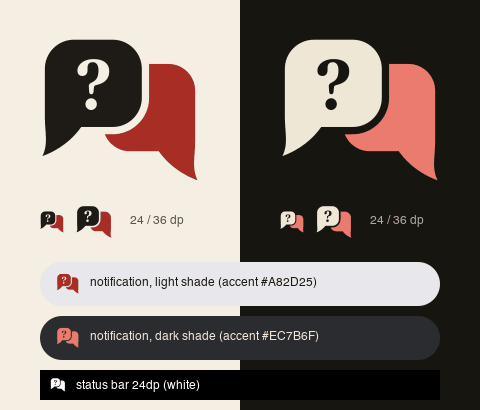 ? ?
? ? 24 / 36 dp ? ? 24 / 36 dp
? notification, light shade (accent #A82D25)
? notification, dark shade (accent #EC7B6F)
? status bar 24dp (white)